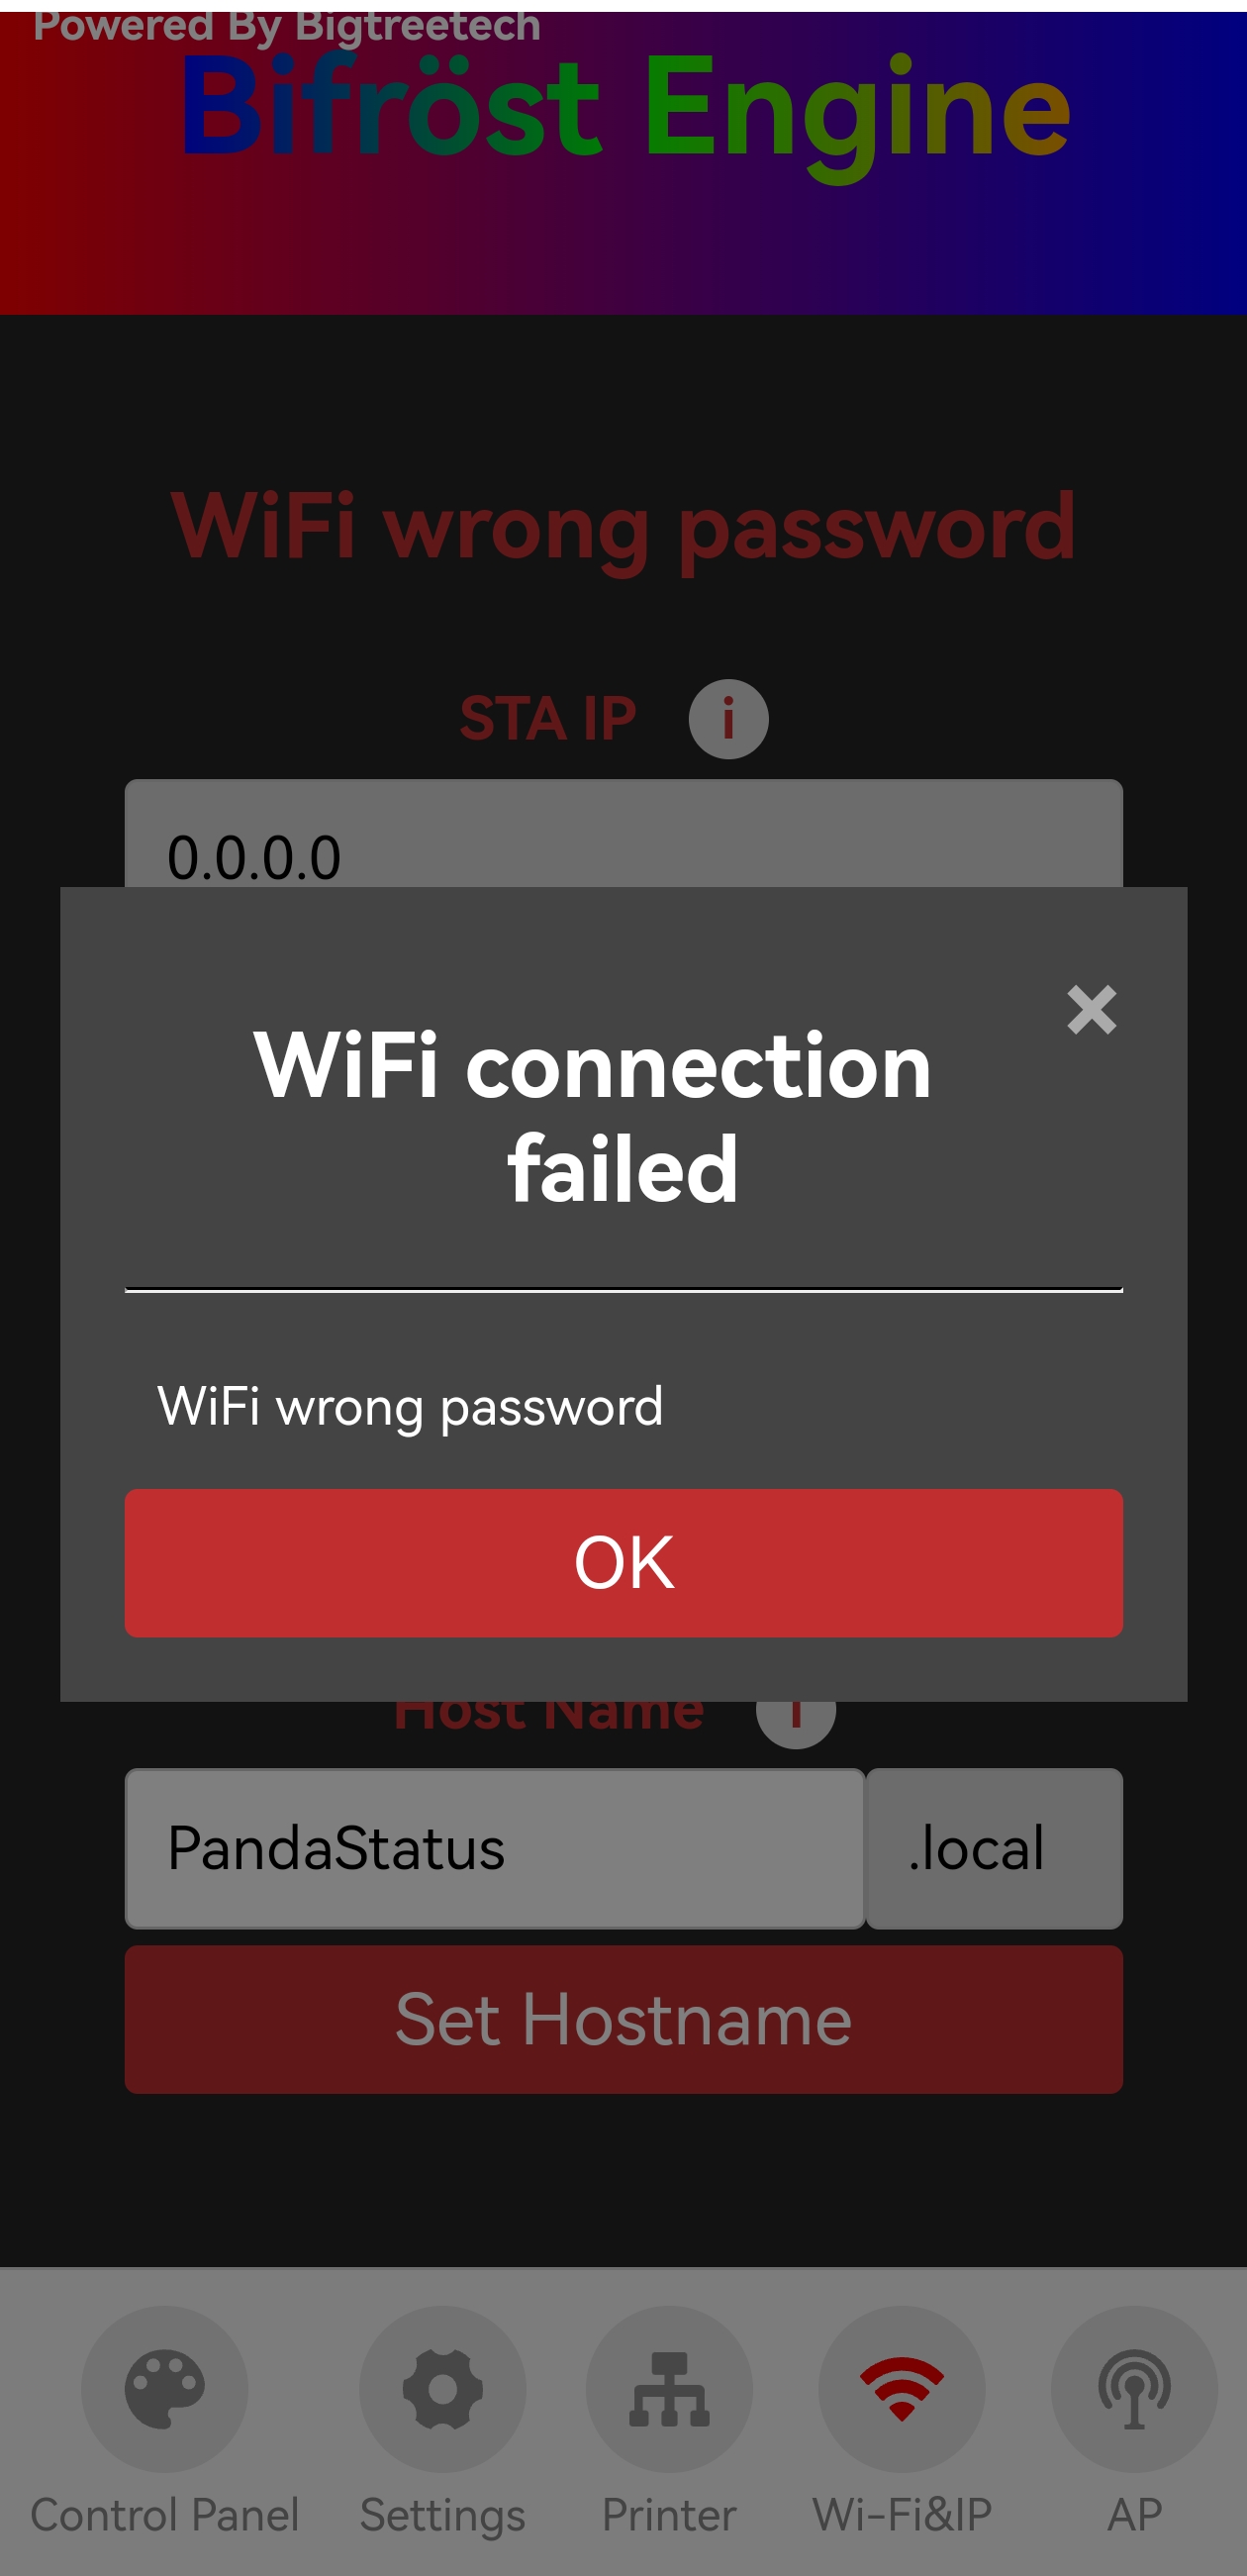 Powered By Bigtreetech
Bifröst Engine
WiFi wrong password
STA IP i
0.0.0.0
×
WiFi connection
failed
WiFi wrong password
OK
Host Name i
PandaStatus .local
Set Hostname
Control Panel Settings Printer Wi-Fi&IP AP